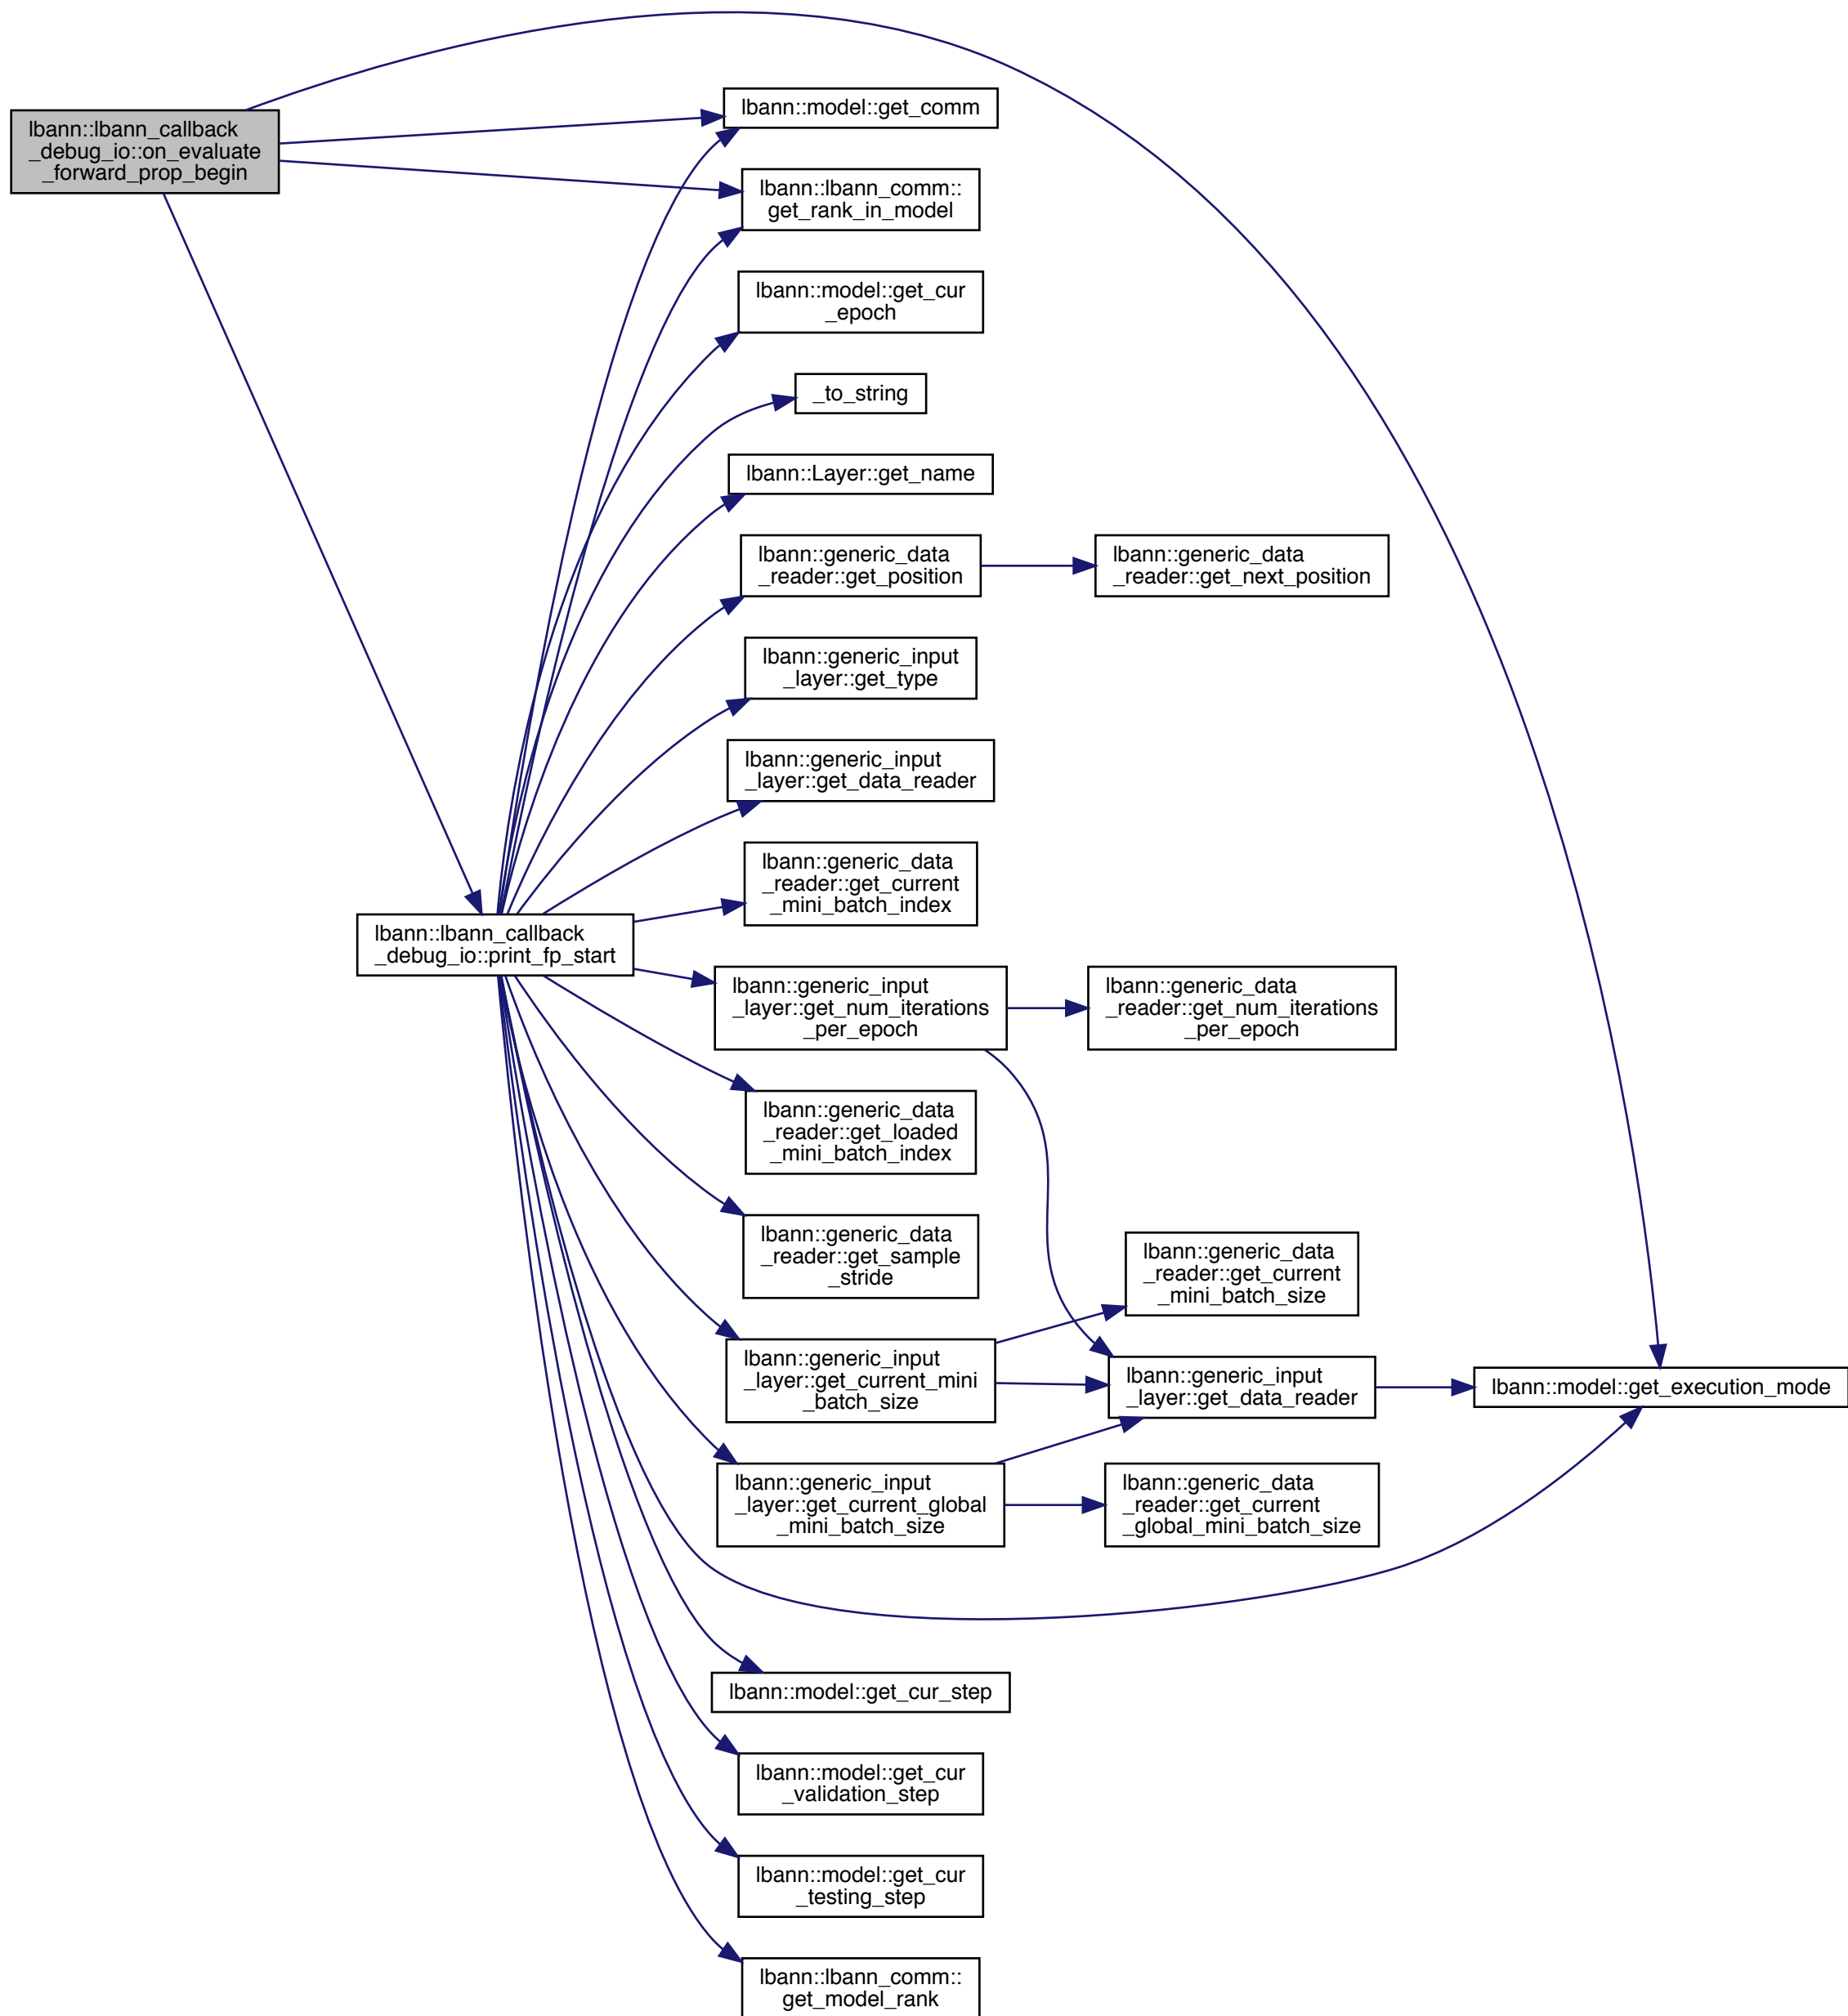 lbann::lbann_callback
_debug_io::on_evaluate
_forward_prop_begin
lbann::model::get_comm
lbann::lbann_comm::
get_rank_in_model
lbann::model::get_cur
_epoch
_to_string
lbann::Layer::get_name
lbann::generic_data
_reader::get_position
lbann::generic_data
_reader::get_next_position
lbann::generic_input
_layer::get_type
lbann::generic_input
_layer::get_data_reader
lbann::generic_data
_reader::get_current
_mini_batch_index
lbann::lbann_callback
_debug_io::print_fp_start
lbann::generic_input
_layer::get_num_iterations
_per_epoch
lbann::generic_data
_reader::get_num_iterations
_per_epoch
lbann::generic_data
_reader::get_loaded
_mini_batch_index
lbann::generic_data
_reader::get_sample
_stride
lbann::generic_data
_reader::get_current
_mini_batch_size
lbann::generic_input
_layer::get_current_mini
_batch_size
lbann::generic_input
_layer::get_data_reader
lbann::model::get_execution_mode
lbann::generic_input
_layer::get_current_global
_mini_batch_size
lbann::generic_data
_reader::get_current
_global_mini_batch_size
lbann::model::get_cur_step
lbann::model::get_cur
_validation_step
lbann::model::get_cur
_testing_step
lbann::lbann_comm::
get_model_rank